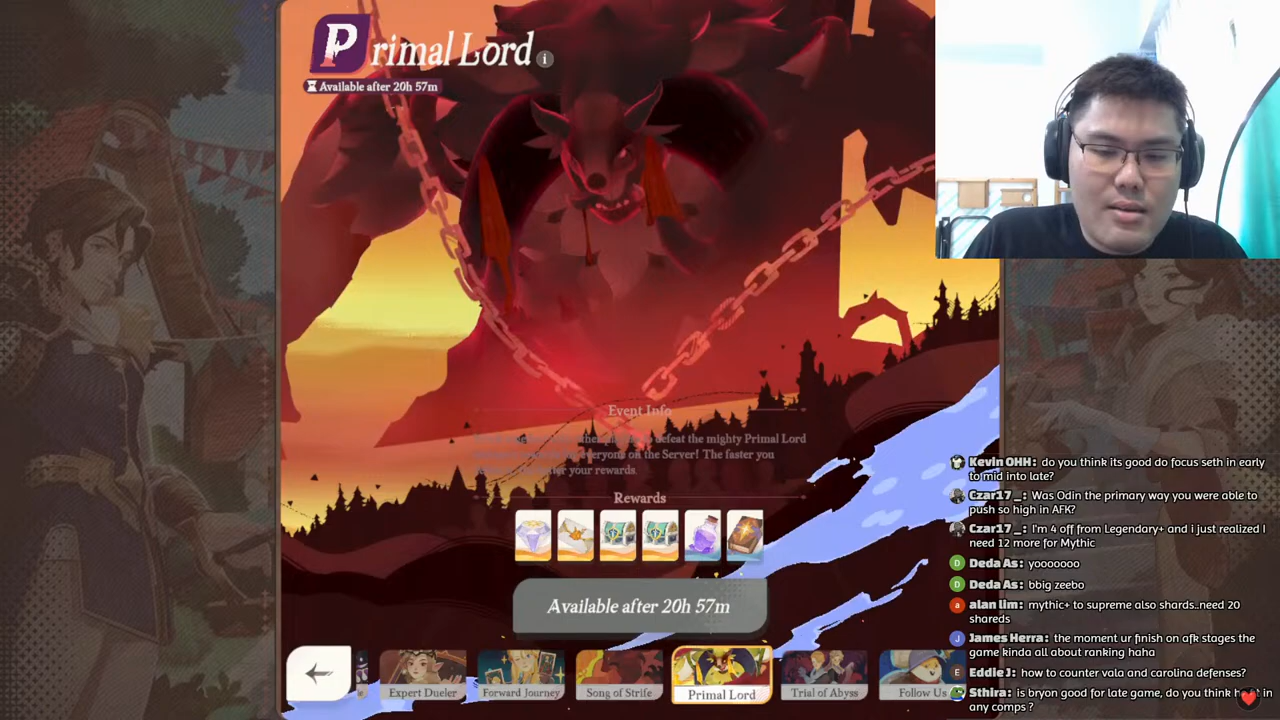 Primal Lord
Available after 20h 57m
Event Info
defeat the mighty Primal Lord
everyone on the Server! The faster you
your rewards.
Rewards
Available after 20h 57m
Expert Dueler
Forward Journey
Song of Strife
Primal Lord
Trial of Abyss
Follow Us
Kevin OHH: do you think its good do focus seth in early
to mid into late?
Czar17_: Was Odin the primary way you were able to
push so high in AFK?
Czar17_: I'm 4 off from Legendary+ and i just realized I
need 12 more for Mythic
D Deda As: yooooooo
D Deda As: bbig zeebo
a alan lim: mythic+ to supreme also shards..need 20
shareds
J James Herra: the moment ur finish on afk stages the
game kinda all about ranking haha
E Eddie J: how to counter vala and carolina defenses?
Sthira: is bryon good for late game, do you think in
any comps ?